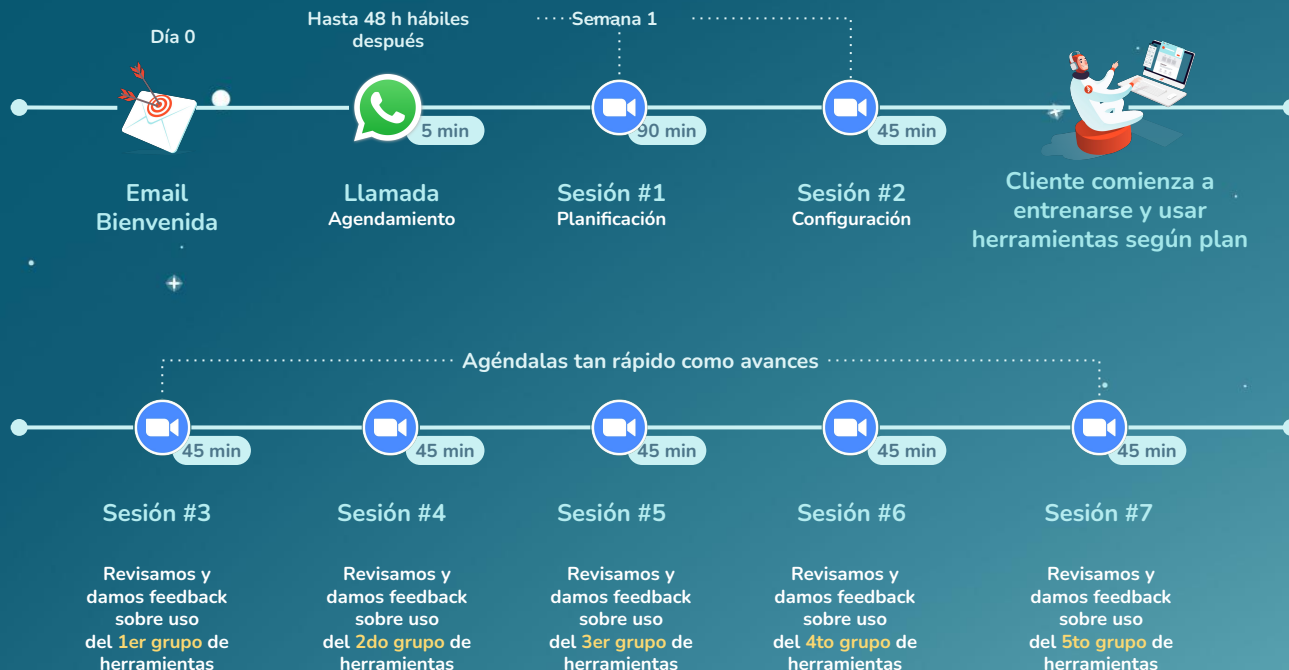 Día 0
Hasta 48 h hábiles
después
Semana 1
5 min
90 min
45 min
Email
Bienvenida
Llamada
Agendamiento
Sesión #1
Planificación
Sesión #2
Configuración
Cliente comienza a
entrenarse y usar
herramientas según plan
Agéndalas tan rápido como avances
45 min
45 min
45 min
45 min
45 min
Sesión #3
Sesión #4
Sesión #5
Sesión #6
Sesión #7
Revisamos y
damos feedback
sobre uso
del 1er grupo de
herramientas
Revisamos y
damos feedback
sobre uso
del 2do grupo de
herramientas
Revisamos y
damos feedback
sobre uso
del 3er grupo de
herramientas
Revisamos y
damos feedback
sobre uso
del 4to grupo de
herramientas
Revisamos y
damos feedback
sobre uso
del 5to grupo de
herramientas